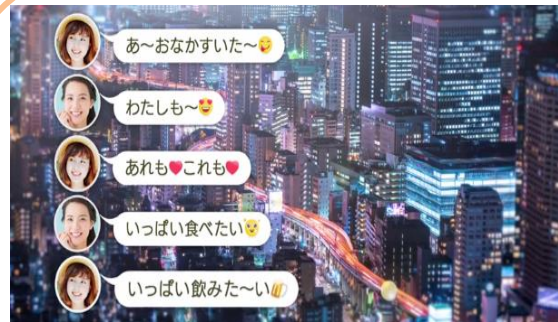 あ〜おなかすいた〜😋
わたしも〜😍
あれも❤これも❤
いっぱい食べたい🤤
いっぱい飲みた〜い🍻